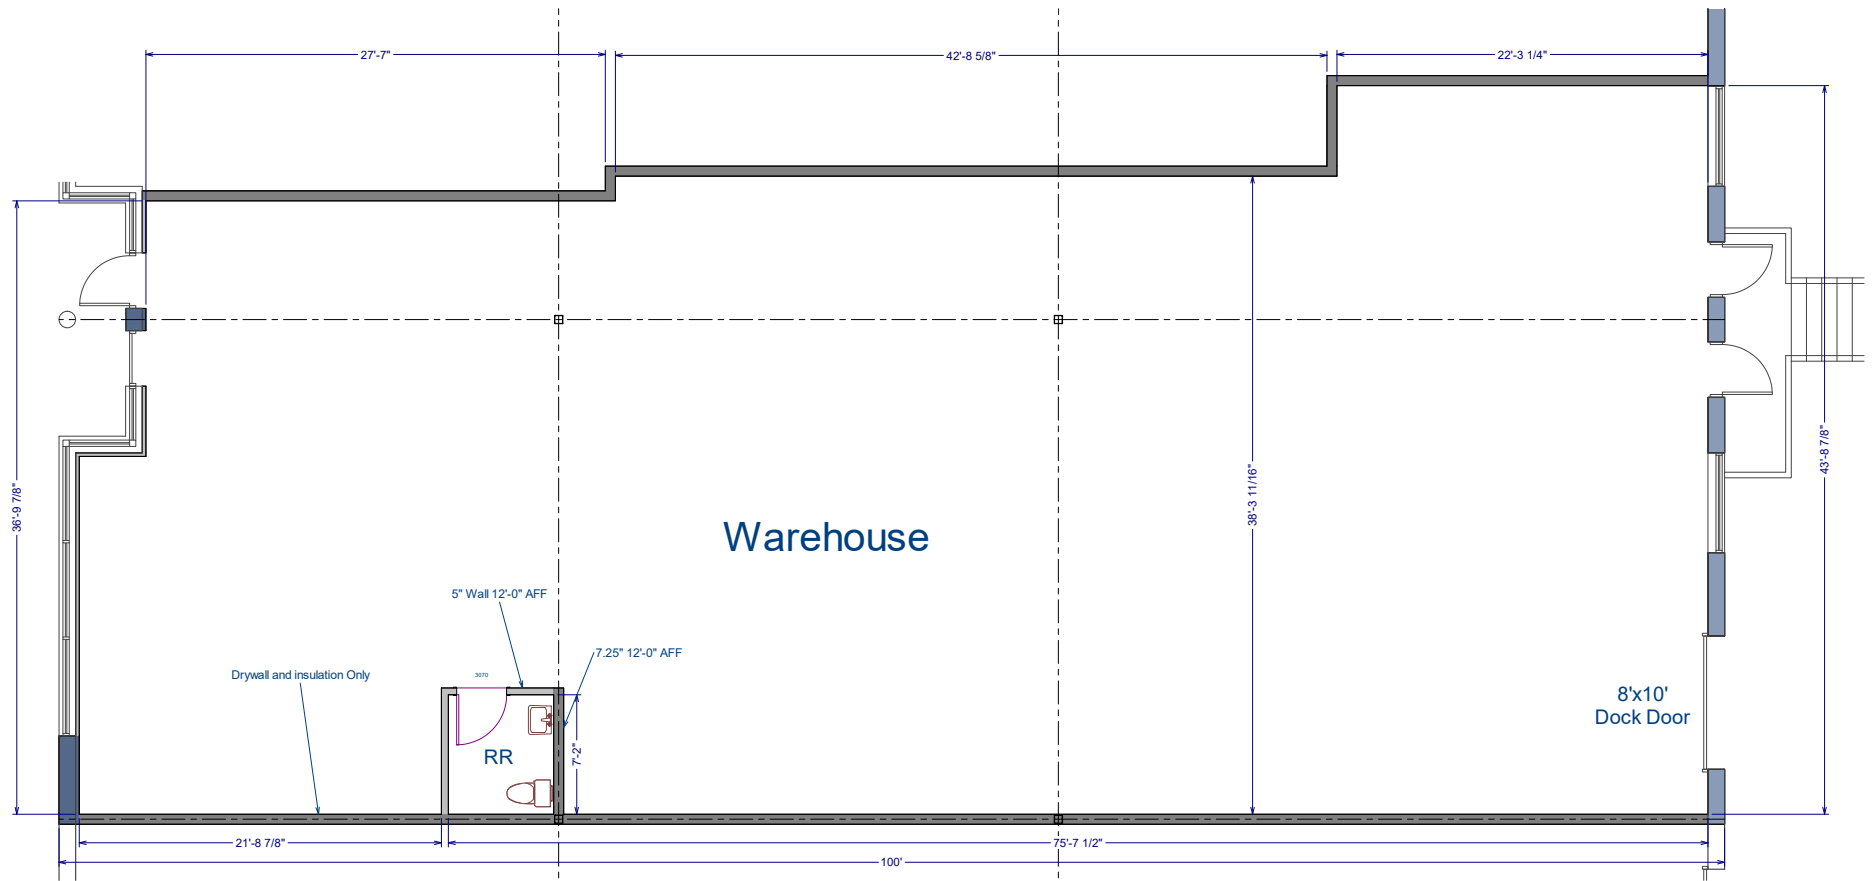 27'-7"
42'-8 5/8"
22'-3 1/4"
36'-9 7/8"
38'-3 11/16"
43'-8 7/8"
Warehouse
5" Wall 12'-0" AFF
7.25" 12'-0" AFF
Drywall and insulation Only
3070
RR
7'-2"
8'x10'
Dock Door
21'-8 7/8"
75'-7 1/2"
100'